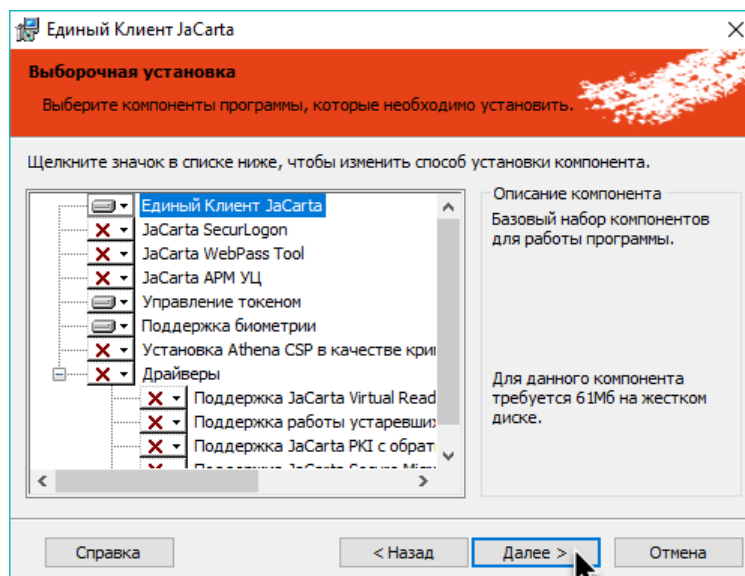 Единый Клиент JaCarta
Выборочная установка
Выберите компоненты программы, которые необходимо установить.
Щелкните значок в списке ниже, чтобы изменить способ установки компонента.
Единый Клиент JaCarta
JaCarta SecurLogon
JaCarta WebPass Tool
JaCarta АРМ УЦ
Управление токеном
Поддержка биометрии
Установка Athena CSP в качестве
Драйверы
Поддержка JaCarta Virtual Read
Поддержка работы устаревших
Поддержка JaCarta PKI с обрат
Описание компонента
Базовый набор компонентов
для работы программы.
Для данного компонента
требуется 61Мб на жестком
диске.
Справка
< Назад
Далее >
Отмена